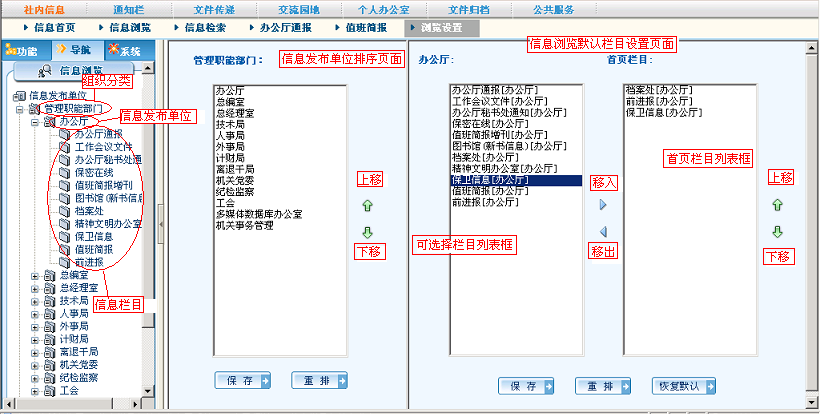 社内信息 通知栏 文件传递 交流园地 个人办公室 文件归档 公共服务
信息首页 信息浏览 信息检索 办公厅通报 值班简报 浏览设置
功能 导航 系统
信息浏览
组织分类
信息发布单位
管理职能部门
信息发布单位
办公厅
办公厅通报
工作会议文件
办公厅秘书处通
保密在线
值班简报增刊
图书馆(新书信息
档案处
精神文明办公室
保卫信息
值班简报
前进报
总编室
总经理室
信息栏目
技术局
人事局
外事局
计财局
离退干局
机关党委
纪检监察
工会
管理职能部门：
信息发布单位排序页面
办公厅
总编室
总经理室
技术局
人事局
外事局
计财局
离退干局
机关党委
纪检监察
工会
多媒体数据库办公室
机关事务管理
上移
下移
保 存 重 排
信息浏览默认栏目设置页面
办公厅:
首页栏目:
办公厅通报[办公厅]
工作会议文件[办公厅]
办公厅秘书处通知[办公厅]
保密在线[办公厅]
值班简报增刊[办公厅]
图书馆(新书信息)[办公厅]
档案处[办公厅]
精神文明办公室[办公厅]
保卫信息[办公厅]
值班简报[办公厅]
前进报[办公厅]
可选择栏目列表框
移入
移出
档案处[办公厅]
前进报[办公厅]
保卫信息[办公厅]
首页栏目列表框
上移
下移
保 存 重 排 恢复默认